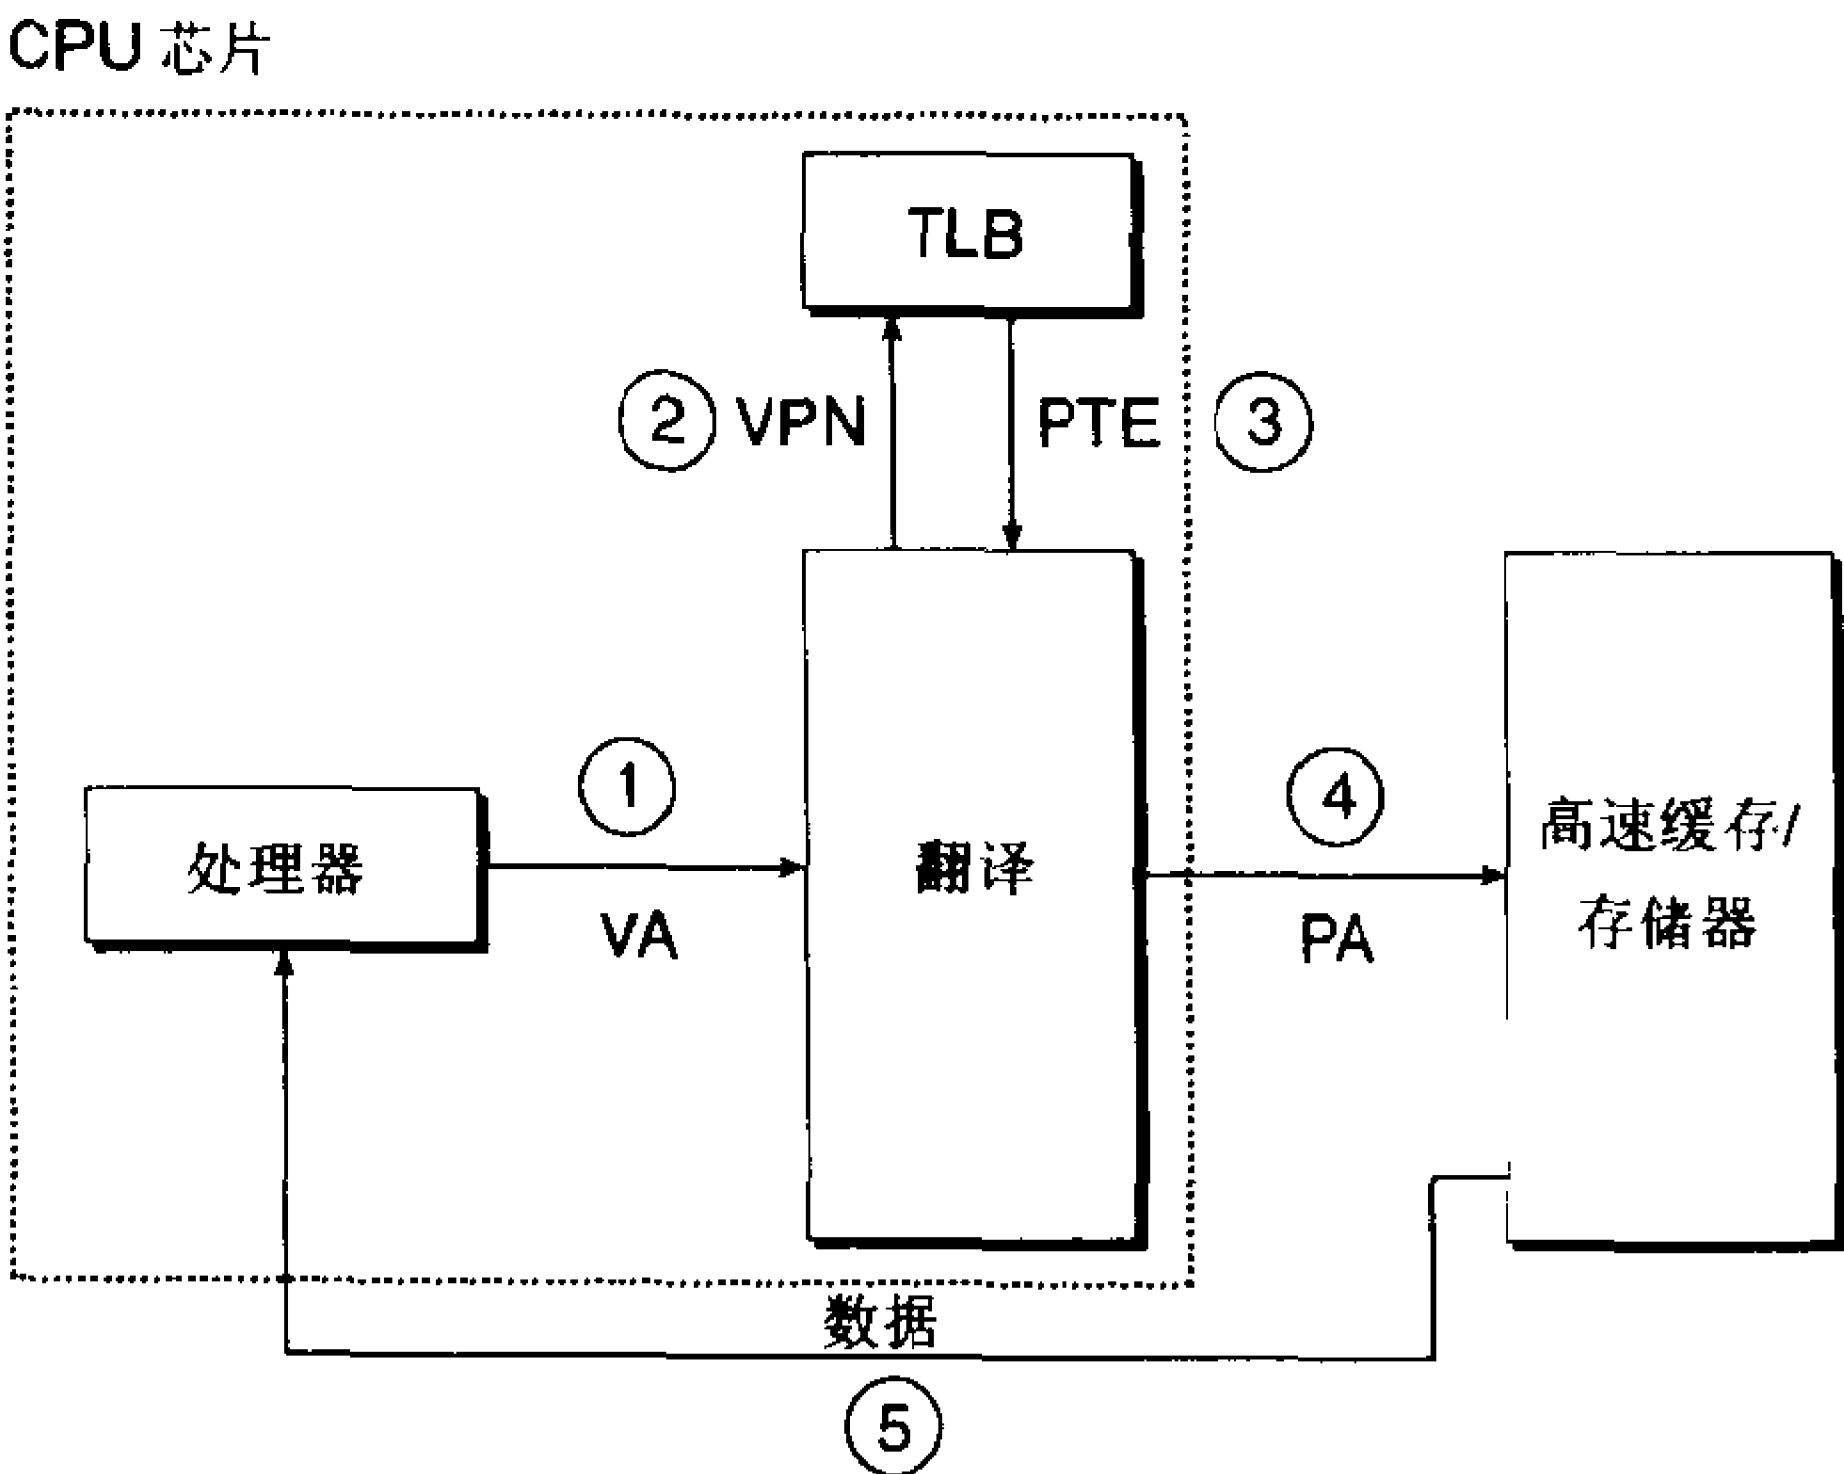 CPU 芯片
TLB
② VPN
PTE ③
①
处理器
VA
翻译
④
PA
高速缓存/
存储器
数据
⑤